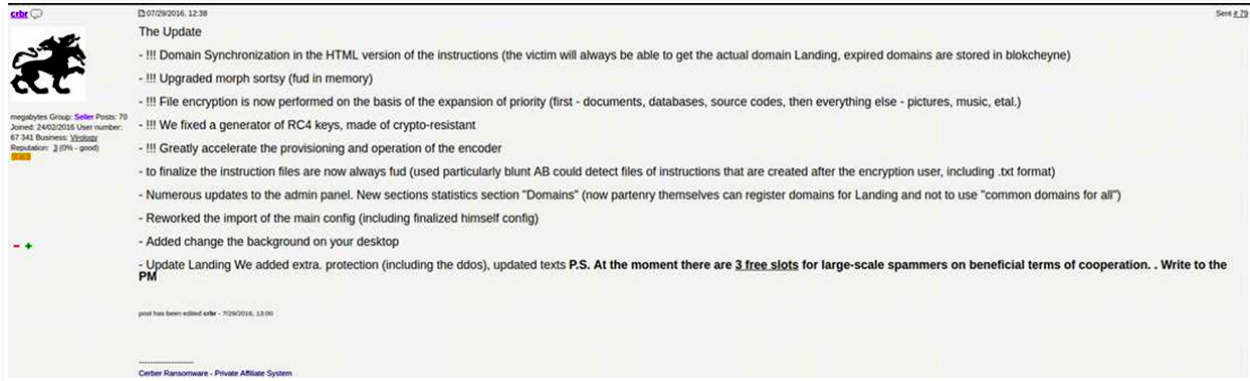 crbr
07/29/2016, 12:38
Sent # 79
The Update
- !!! Domain Synchronization in the HTML version of the instructions (the victim will always be able to get the actual domain Landing, expired domains are stored in blokcheyne)
- !!! Upgraded morph sortsy (fud in memory)
- !!! File encryption is now performed on the basis of the expansion of priority (first - documents, databases, source codes, then everything else - pictures, music, etal.)
megabytes Group: Seller Posts: 70
Joined: 24/02/2016 User number:
67 341 Business: Virology
Reputation: 3 (0% - good)
- !!! We fixed a generator of RC4 keys, made of crypto-resistant
- !!! Greatly accelerate the provisioning and operation of the encoder
- to finalize the instruction files are now always fud (used particularly blunt AB could detect files of instructions that are created after the encryption user, including .txt format)
- Numerous updates to the admin panel. New sections statistics section "Domains" (now partenry themselves can register domains for Landing and not to use "common domains for all")
- Reworked the import of the main config (including finalized himself config)
- Added change the background on your desktop
- +
- Update Landing We added extra. protection (including the ddos), updated texts P.S. At the moment there are 3 free slots for large-scale spammers on beneficial terms of cooperation. . Write to the
PM
post has been edited crbr - 7/29/2016, 13:00
--------------------
Cerber Ransomware - Private Affiliate System